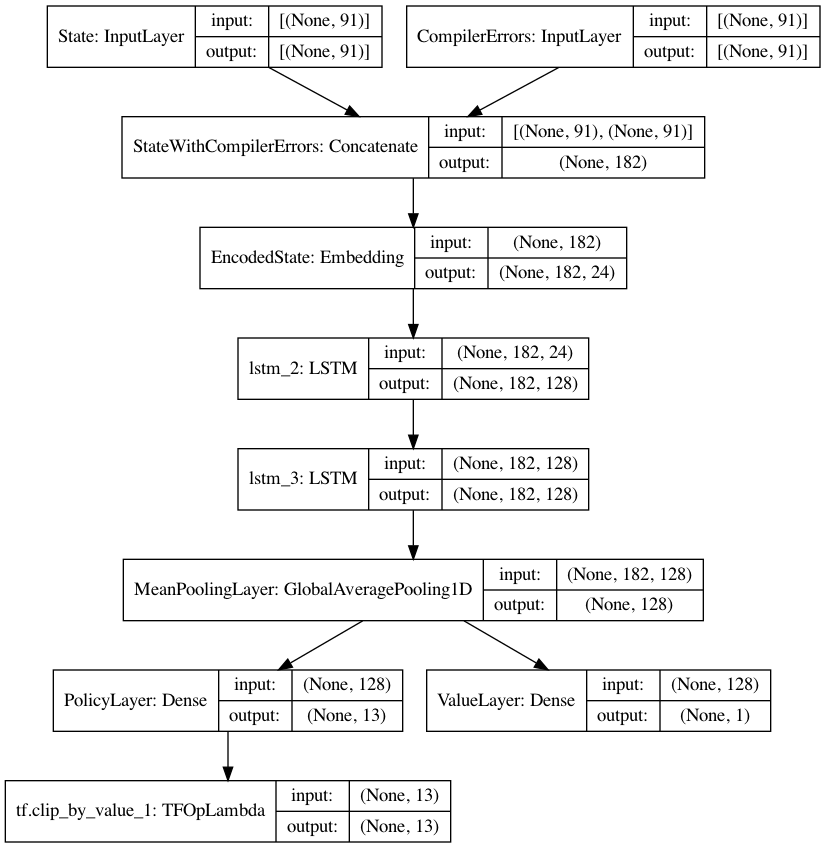 State: InputLayer
input:
[(None, 91)]
output:
[(None, 91)]
CompilerErrors: InputLayer
input:
[(None, 91)]
output:
[(None, 91)]
StateWithCompilerErrors: Concatenate
input:
[(None, 91), (None, 91)]
output:
(None, 182)
EncodedState: Embedding
input:
(None, 182)
output:
(None, 182, 24)
lstm_2: LSTM
input:
(None, 182, 24)
output:
(None, 182, 128)
lstm_3: LSTM
input:
(None, 182, 128)
output:
(None, 182, 128)
MeanPoolingLayer: GlobalAveragePooling1D
input:
(None, 182, 128)
output:
(None, 128)
PolicyLayer: Dense
input:
(None, 128)
output:
(None, 13)
ValueLayer: Dense
input:
(None, 128)
output:
(None, 1)
tf.clip_by_value_1: TFOpLambda
input:
(None, 13)
output:
(None, 13)